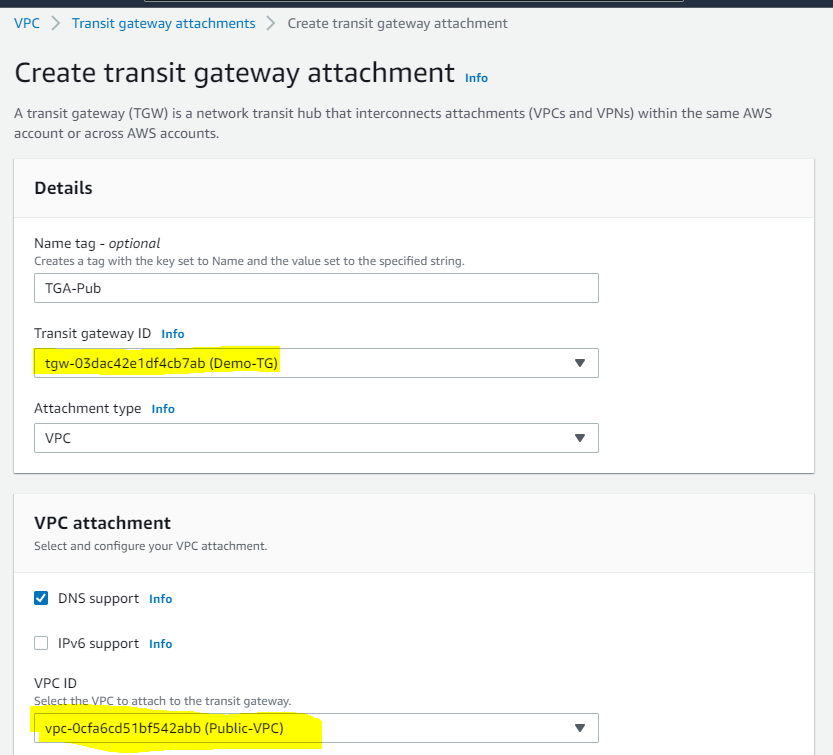 VPC > Transit gateway attachments > Create transit gateway attachment
Create transit gateway attachment Info
A transit gateway (TGW) is a network transit hub that interconnects attachments (VPCs and VPNs) within the same AWS
account or across AWS accounts.
Details
Name tag - optional
Creates a tag with the key set to Name and the value set to the specified string.
TGA-Pub
Transit gateway ID Info
tgw-03dac42e1df4cb7ab (Demo-TG)
Attachment type Info
VPC
VPC attachment
Select and configure your VPC attachment.
DNS support Info
IPv6 support Info
VPC ID
Select the VPC to attach to the transit gateway.
vpc-0cfa6cd51bf542abb (Public-VPC)